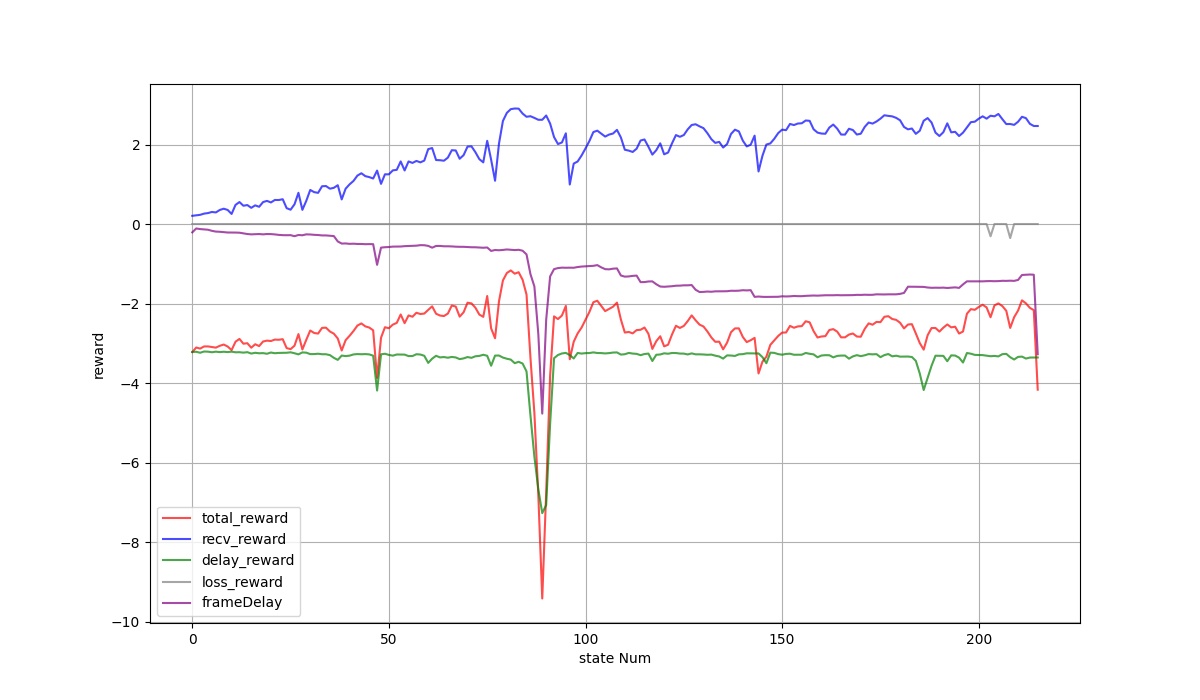 reward
2
0
−2
−4
−6
−8
−10
total_reward
recv_reward
delay_reward
loss_reward
frameDelay
0 50 100 150 200
state Num